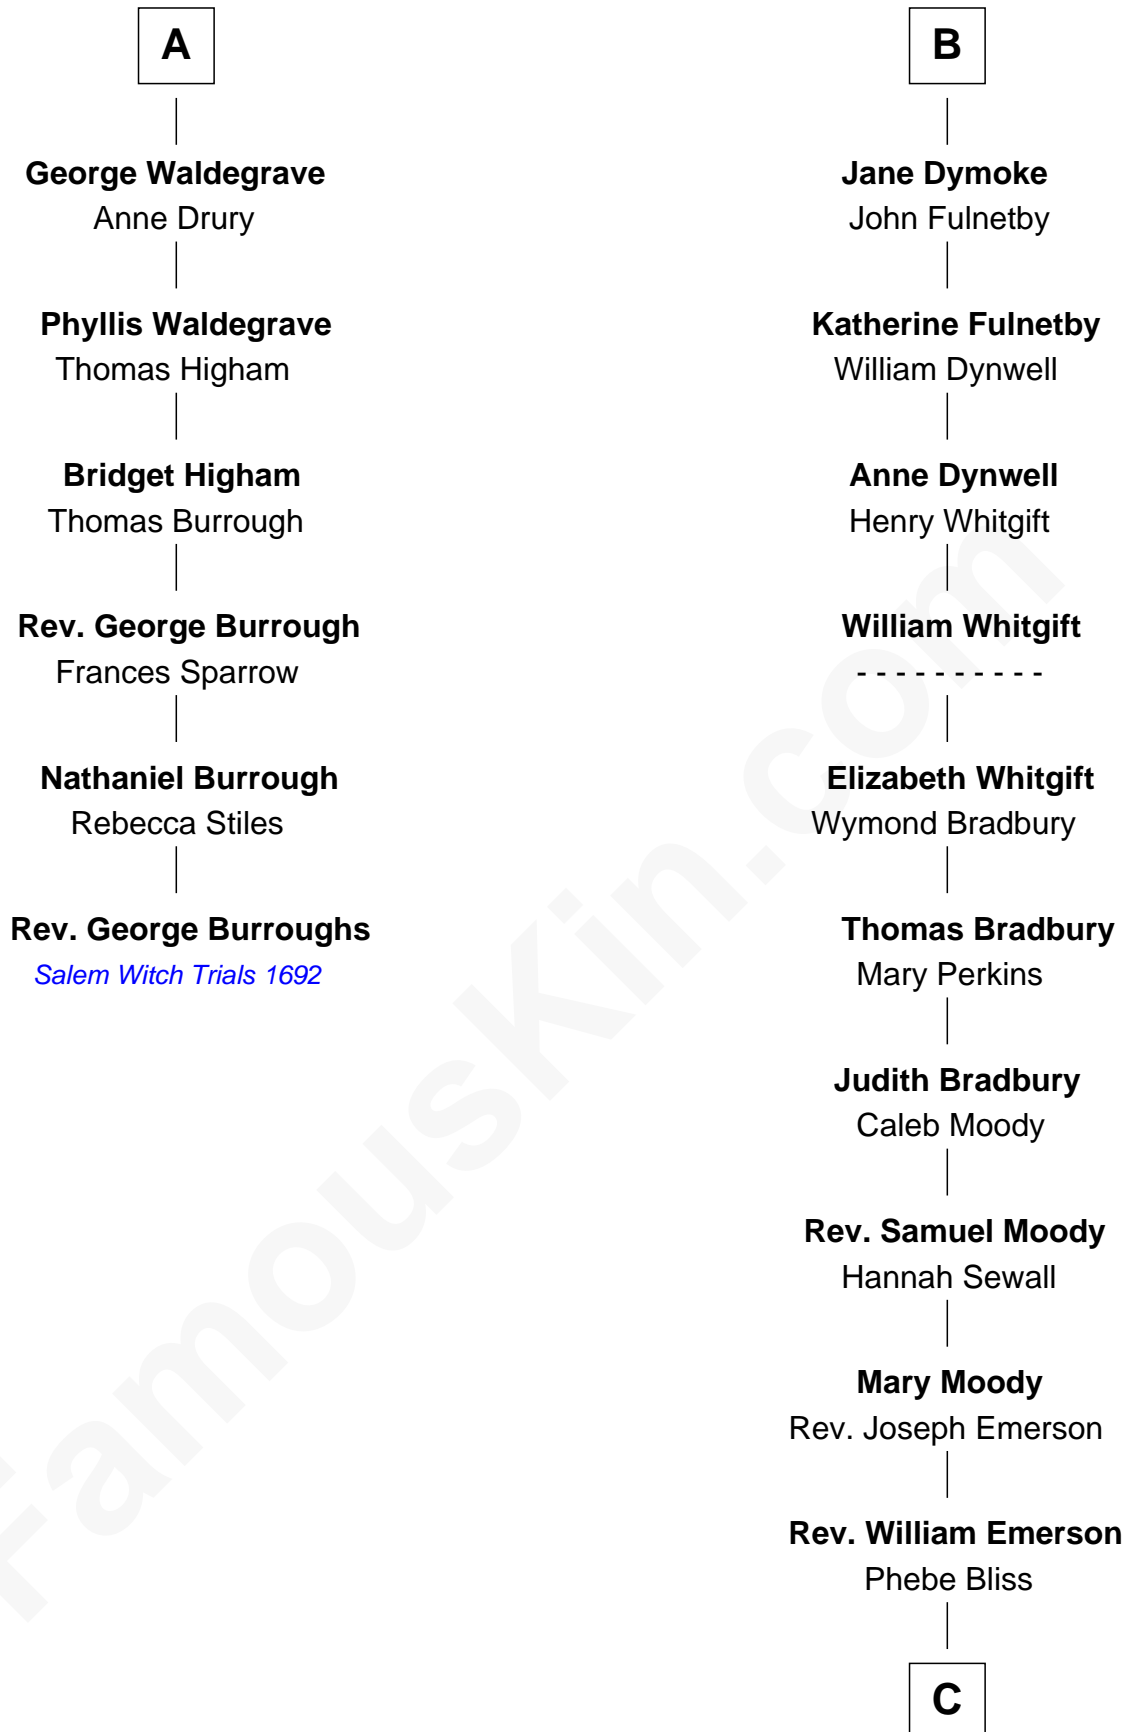 A
George Waldegrave
Anne Drury
Phyllis Waldegrave
Thomas Higham
Bridget Higham
Thomas Burrough
Rev. George Burrough
Frances Sparrow
Nathaniel Burrough
Rebecca Stiles
Rev. George Burroughs
Salem Witch Trials 1692
B
Jane Dymoke
John Fulnetby
Katherine Fulnetby
William Dynwell
Anne Dynwell
Henry Whitgift
William Whitgift
- - - - - - - - - -
Elizabeth Whitgift
Wymond Bradbury
Thomas Bradbury
Mary Perkins
Judith Bradbury
Caleb Moody
Rev. Samuel Moody
Hannah Sewall
Mary Moody
Rev. Joseph Emerson
Rev. William Emerson
Phebe Bliss
C
FamousKin.com